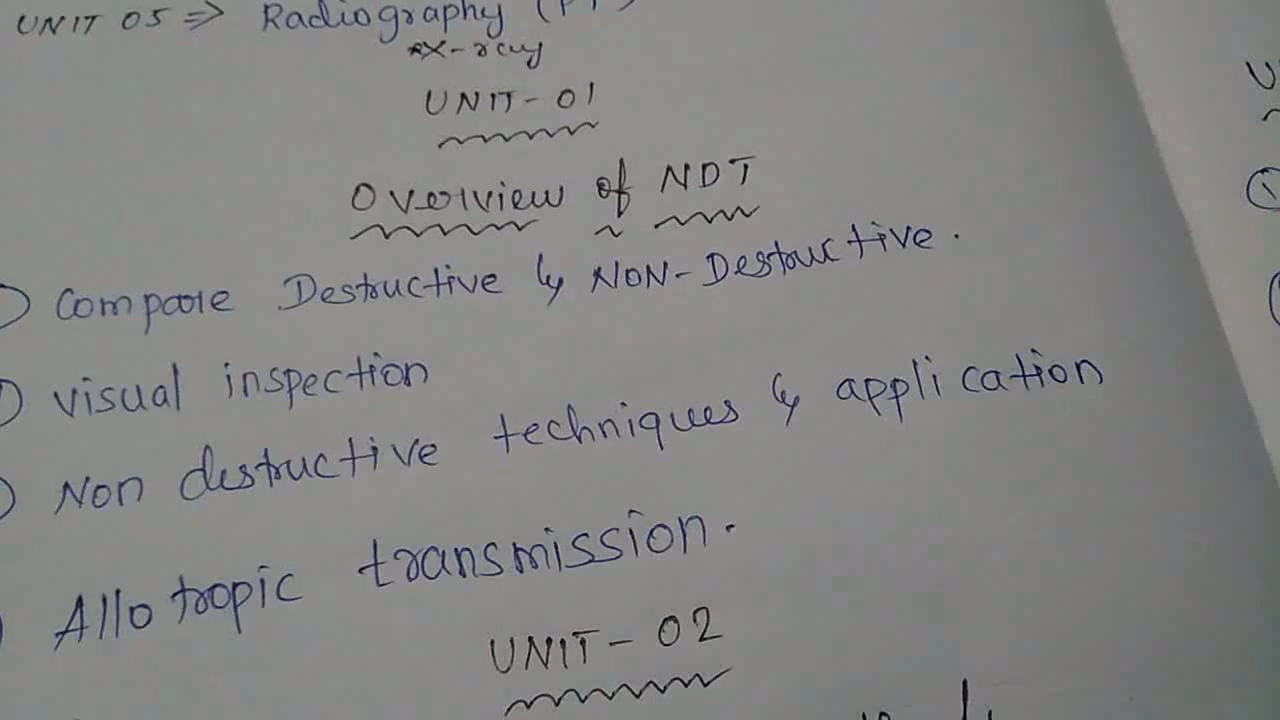 UNIT 05 => Radiography
x-ray
UNIT-01
Overview of NDT
Compare Destructive & NON-Destructive.
visual inspection
Non destructive techniques & application
Allotropic transmission.
UNIT-02